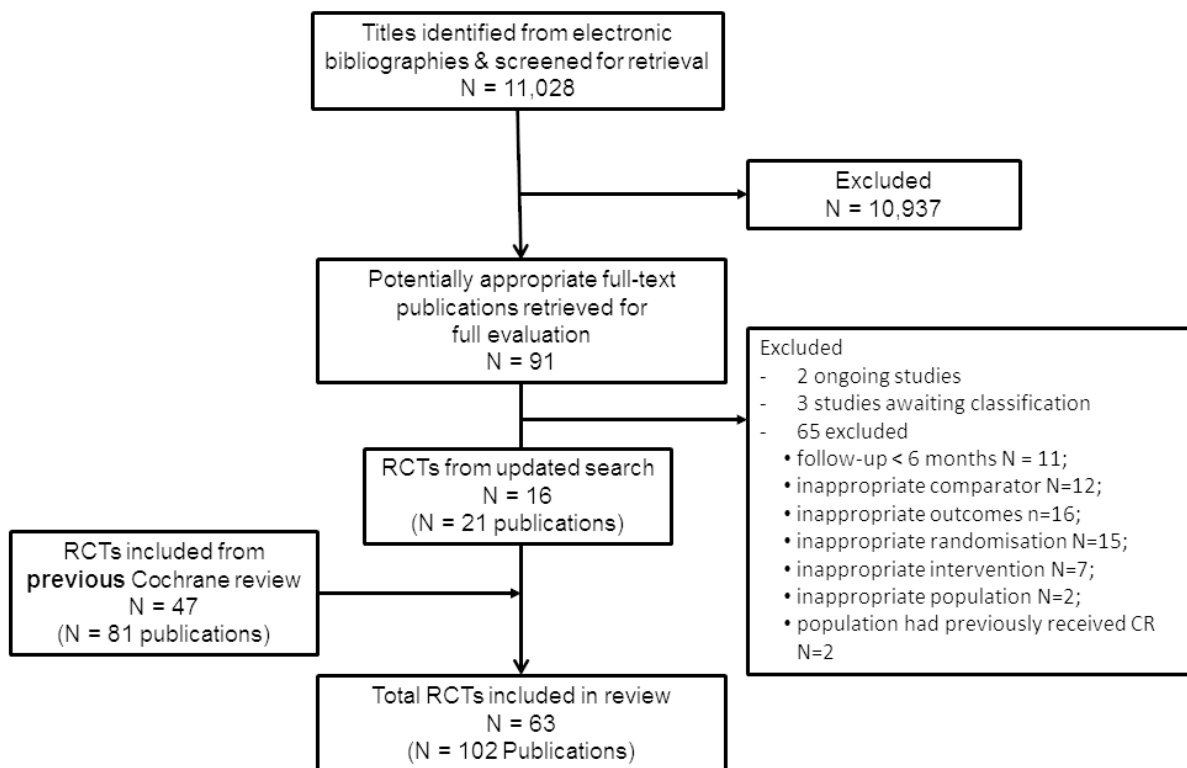 Titles identified from electronic
bibliographies & screened for retrieval
N = 11,028
Excluded
N = 10,937
Potentially appropriate full-text
publications retrieved for
full evaluation
N = 91
Excluded
- 2 ongoing studies
- 3 studies awaiting classification
- 65 excluded
• follow-up < 6 months N = 11;
• inappropriate comparator N=12;
• inappropriate outcomes n=16;
• inappropriate randomisation N=15;
• inappropriate intervention N=7;
• inappropriate population N=2;
• population had previously received CR
N=2
RCTs from updated search
N = 16
(N = 21 publications)
RCTs included from
previous Cochrane review
N = 47
(N = 81 publications)
Total RCTs included in review
N = 63
(N = 102 Publications)